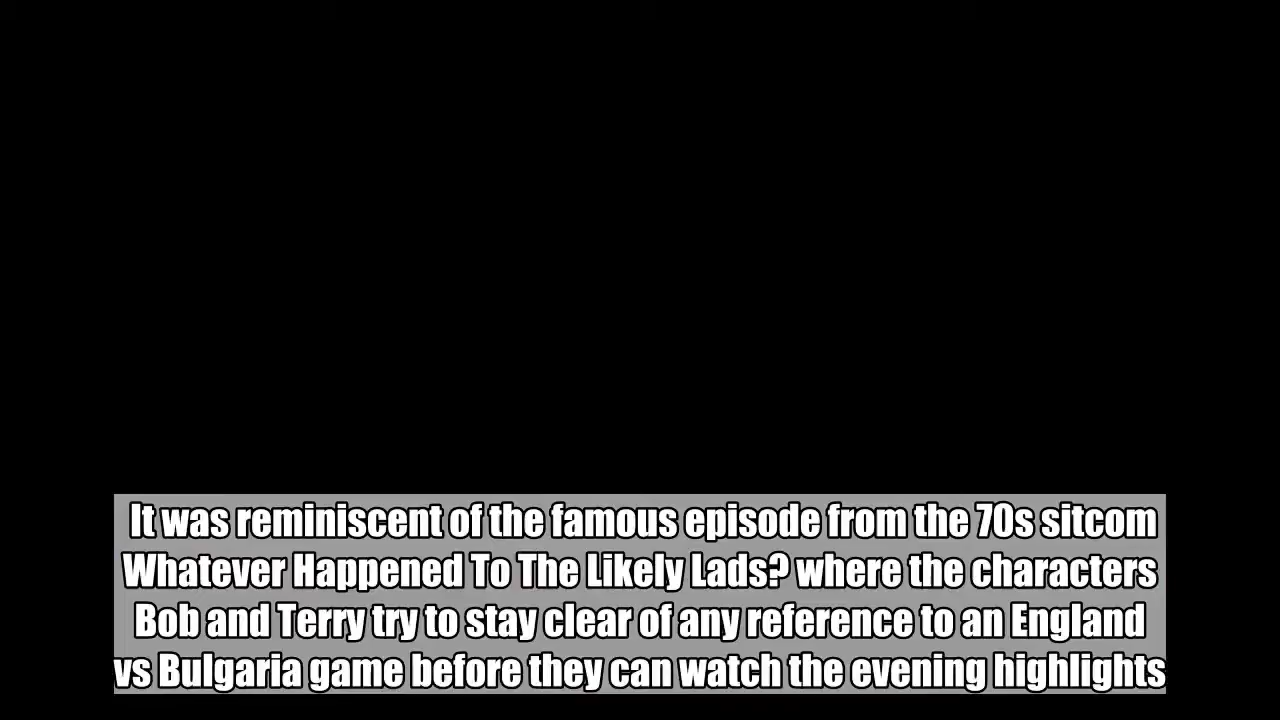 It was reminiscent of the famous episode from the 70s sitcom
Whatever Happened To The Likely Lads? where the characters
Bob and Terry try to stay clear of any reference to an England
vs Bulgaria game before they can watch the evening highlights